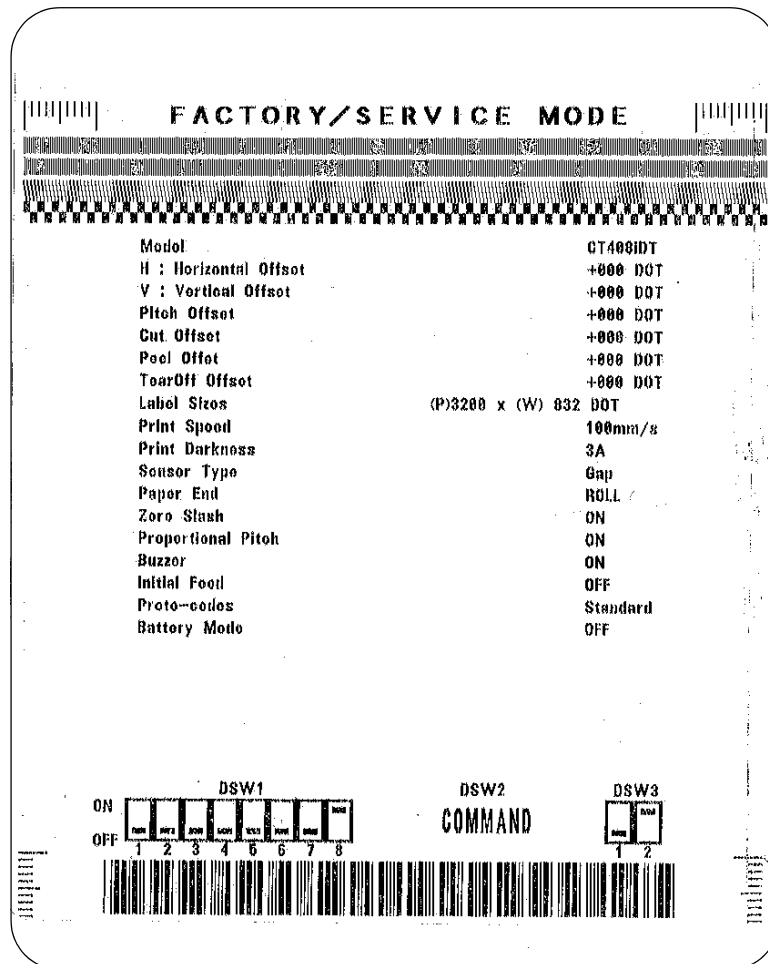 FACTORY/SERVICE MODE
Model CT408iDT
H : Horizontal Offset +000 DOT
V : Vertical Offset +000 DOT
Pitch Offset +000 DOT
Cut Offset +000 DOT
Peel Offet +000 DOT
TearOff Offset +000 DOT
Label Sizes (P)3200 x (W) 832 DOT
Print Speed 100mm/s
Print Darkness 3A
Sensor Type Gap
Paper End ROLL
Zero Slash ON
Proportional Pitch ON
Buzzer ON
Initial Feed OFF
Proto-codes Standard
Battery Mode OFF
DSW1 DSW2 DSW3
ON
COMMAND
OFF
1 2 3 4 5 6 7 8 1 2